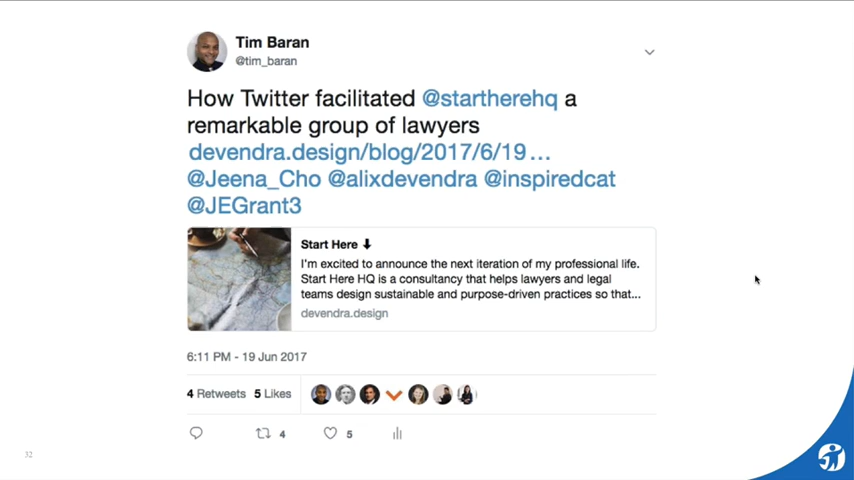 Tim Baran
@tim_baran
How Twitter facilitated @startherehq a
remarkable group of lawyers
devendra.design/blog/2017/6/19...
@Jeena_Cho @alixdevendra @inspiredcat
@JEGrant3
Start Here ⬇
I'm excited to announce the next iteration of my professional life.
Start Here HQ is a consultancy that helps lawyers and legal
teams design sustainable and purpose-driven practices so that...
devendra.design
6:11 PM - 19 Jun 2017
4 Retweets 5 Likes
4 5
32